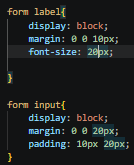 form label{
display: block;
margin: 0 0 10px;
font-size: 20px;
}
form input{
display: block;
margin: 0 0 20px;
padding: 10px 20px;
}